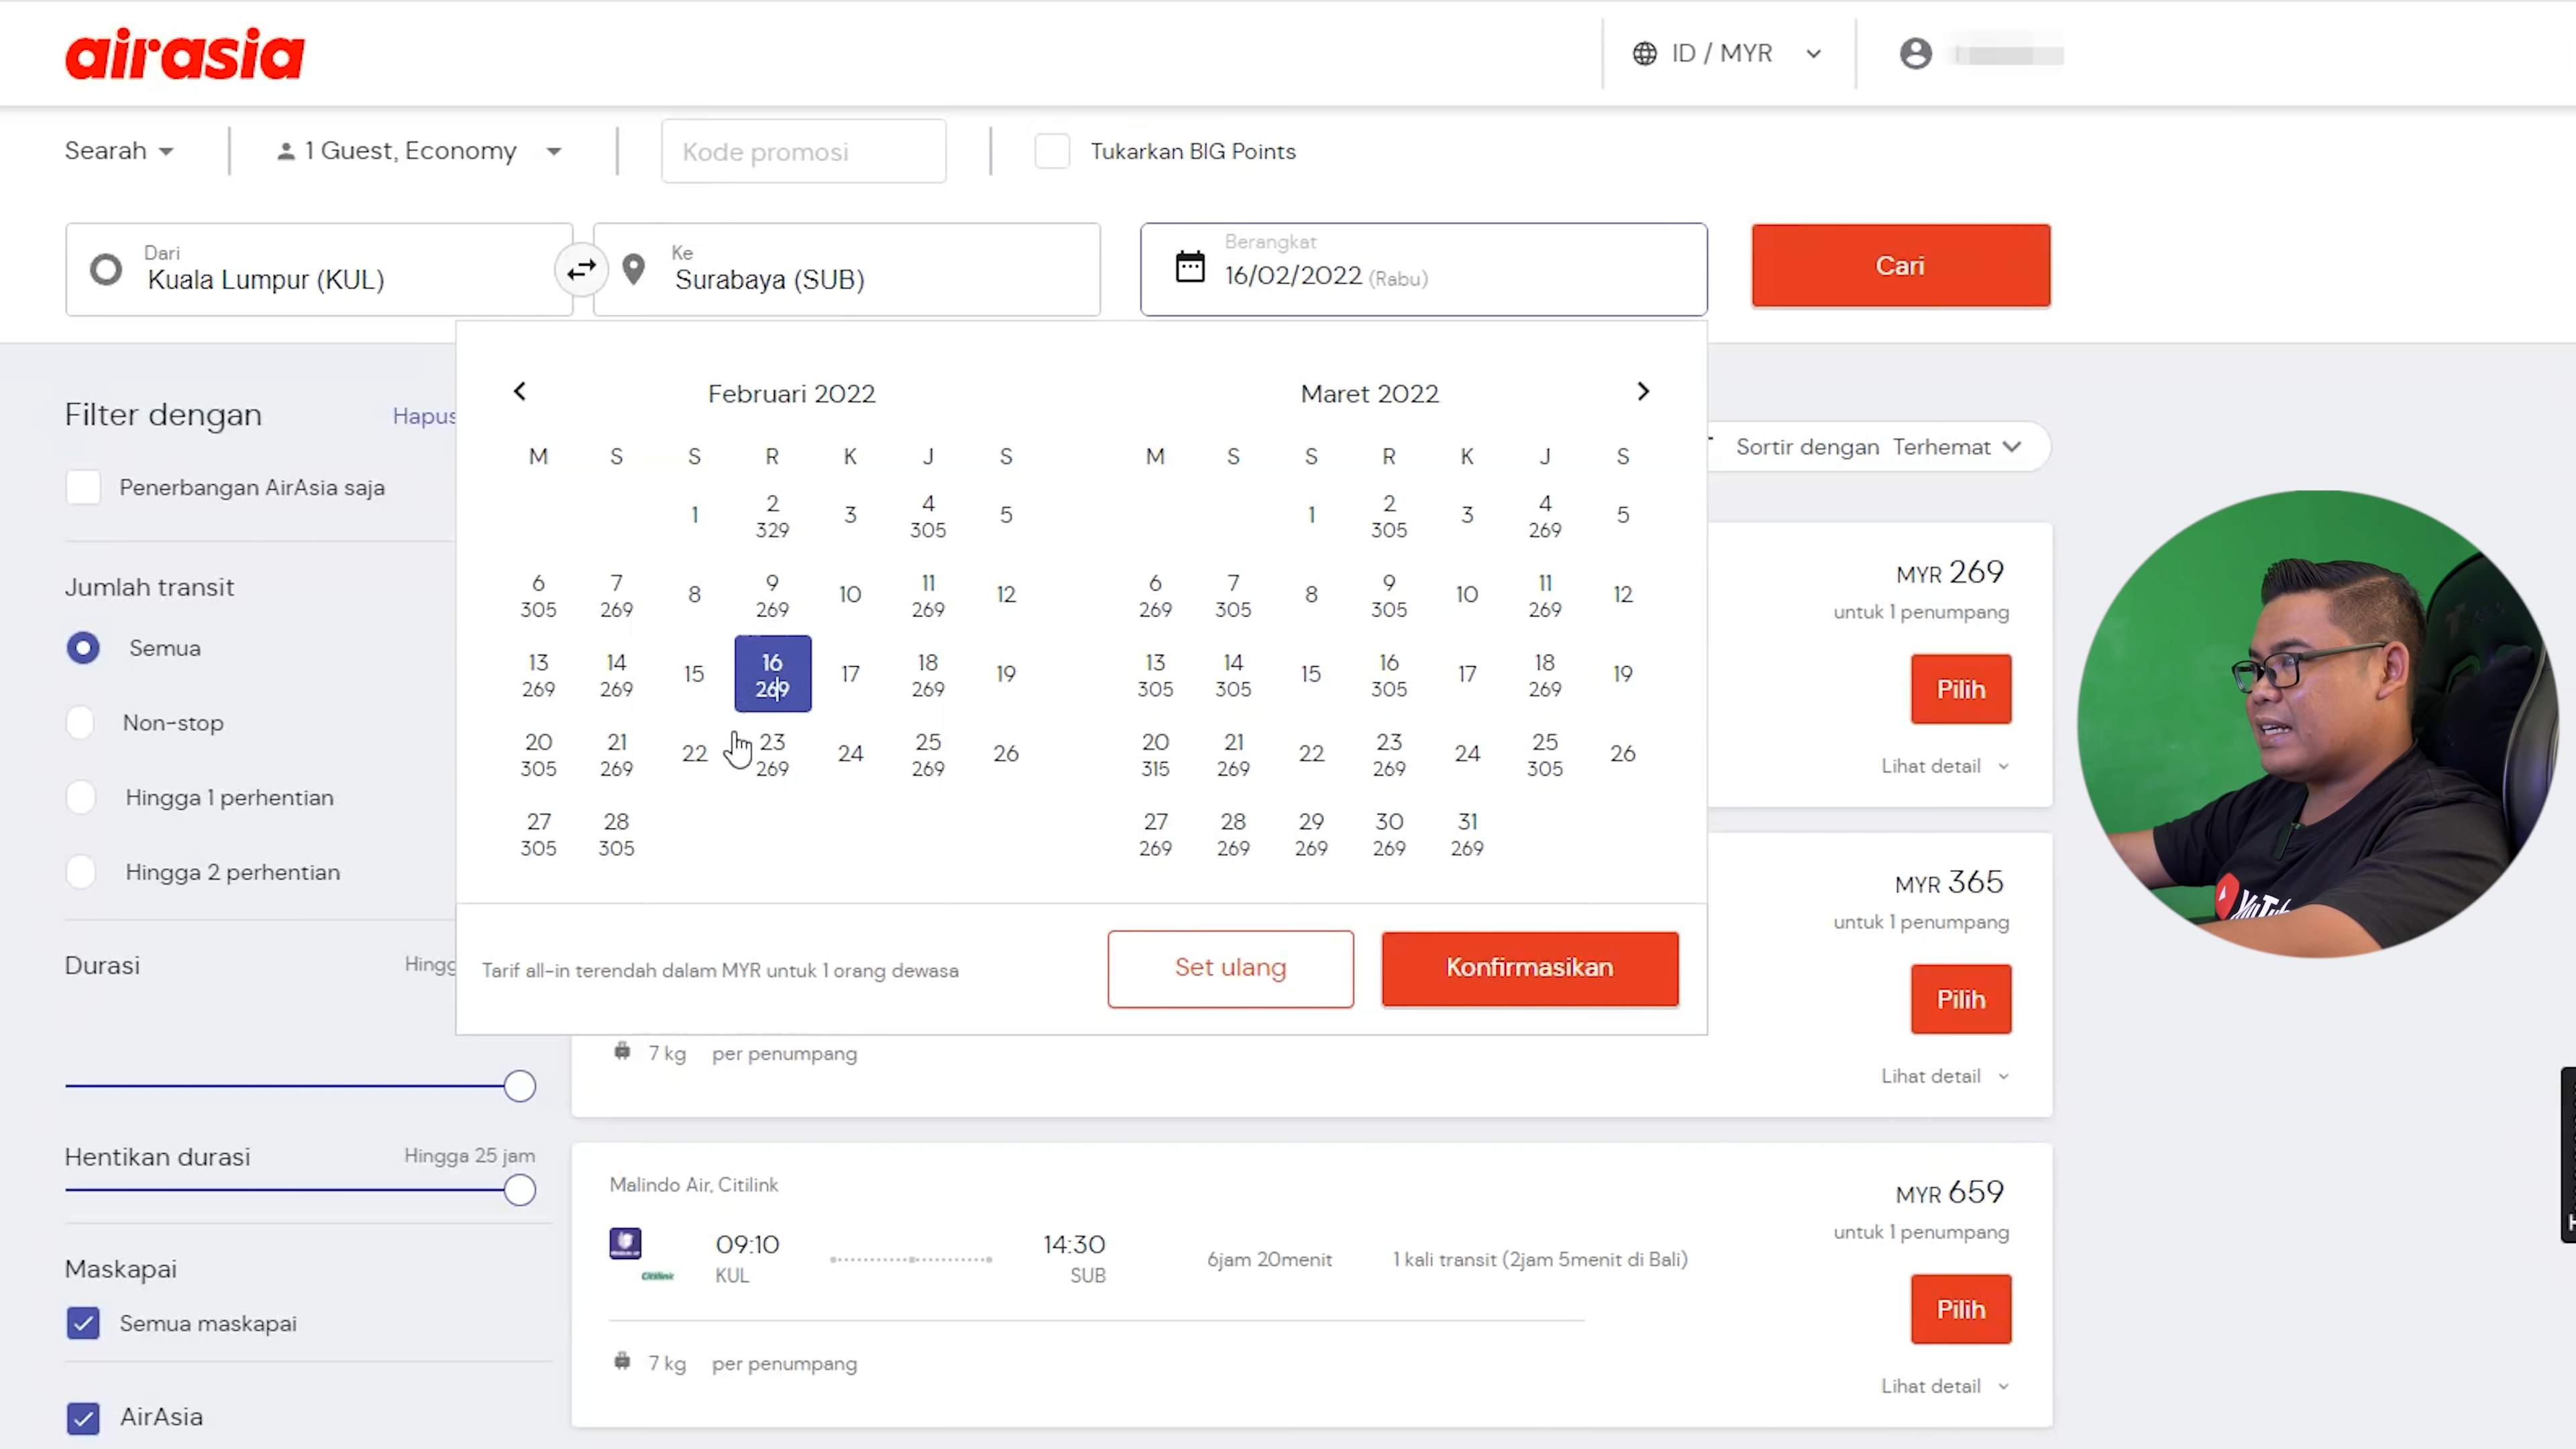 airasia
ID / MYR
Searah
1 Guest, Economy
Kode promosi
Tukarkan BIG Points
Dari
Kuala Lumpur (KUL)
Ke
Surabaya (SUB)
Berangkat
16/02/2022 (Rabu)
Cari
Filter dengan
Hapus
Penerbangan AirAsia saja
Jumlah transit
Semua
Non-stop
Hingga 1 perhentian
Hingga 2 perhentian
Durasi
Hentikan durasi
Hingga 25 jam
Maskapai
Semua maskapai
AirAsia
Februari 2022
M S S R K J S
1 2 3 4 5
329 305
6 7 8 9 10 11 12
305 269 269 269
13 14 15 16 17 18 19
269 269 269 269
20 21 22 23 24 25 26
305 269 269 269
27 28
305 305
Maret 2022
M S S R K J S
1 2 3 4 5
305 269
6 7 8 9 10 11 12
269 305 305 269
13 14 15 16 17 18 19
305 305 305 269
20 21 22 23 24 25 26
315 269 269 305
27 28 29 30 31
269 269 269 269 269
Tarif all-in terendah dalam MYR untuk 1 orang dewasa
Set ulang
Konfirmasikan
Sortir dengan Terhemat
MYR 269
untuk 1 penumpang
Pilih
Lihat detail
MYR 365
untuk 1 penumpang
Pilih
7 kg per penumpang
Lihat detail
Malindo Air, Citilink
MYR 659
untuk 1 penumpang
Citilink
09:10
KUL
14:30
SUB
6jam 20menit
1 kali transit (2jam 5menit di Bali)
Pilih
7 kg per penumpang
Lihat detail